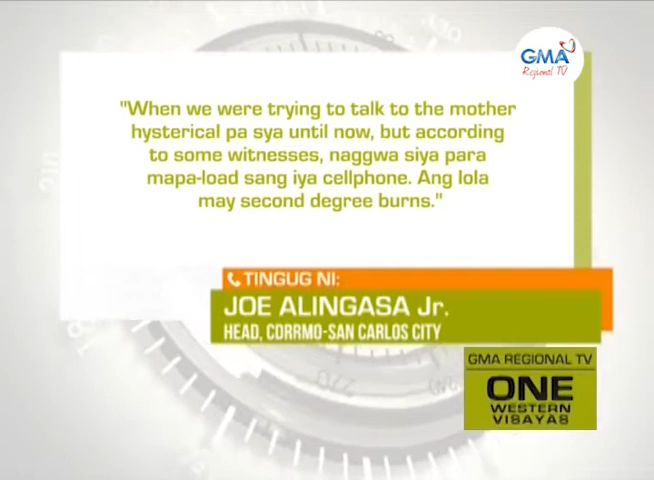 GMA
Regional TV
"When we were trying to talk to the mother
hysterical pa sya until now, but according
to some witnesses, naggwa siya para
mapa-load sang iya cellphone. Ang lola
may second degree burns."
TINGUG NI:
JOE ALINGASA Jr.
HEAD, CDRRMO-SAN CARLOS CITY
GMA REGIONAL TV
ONE
WESTERN
VISAYAS